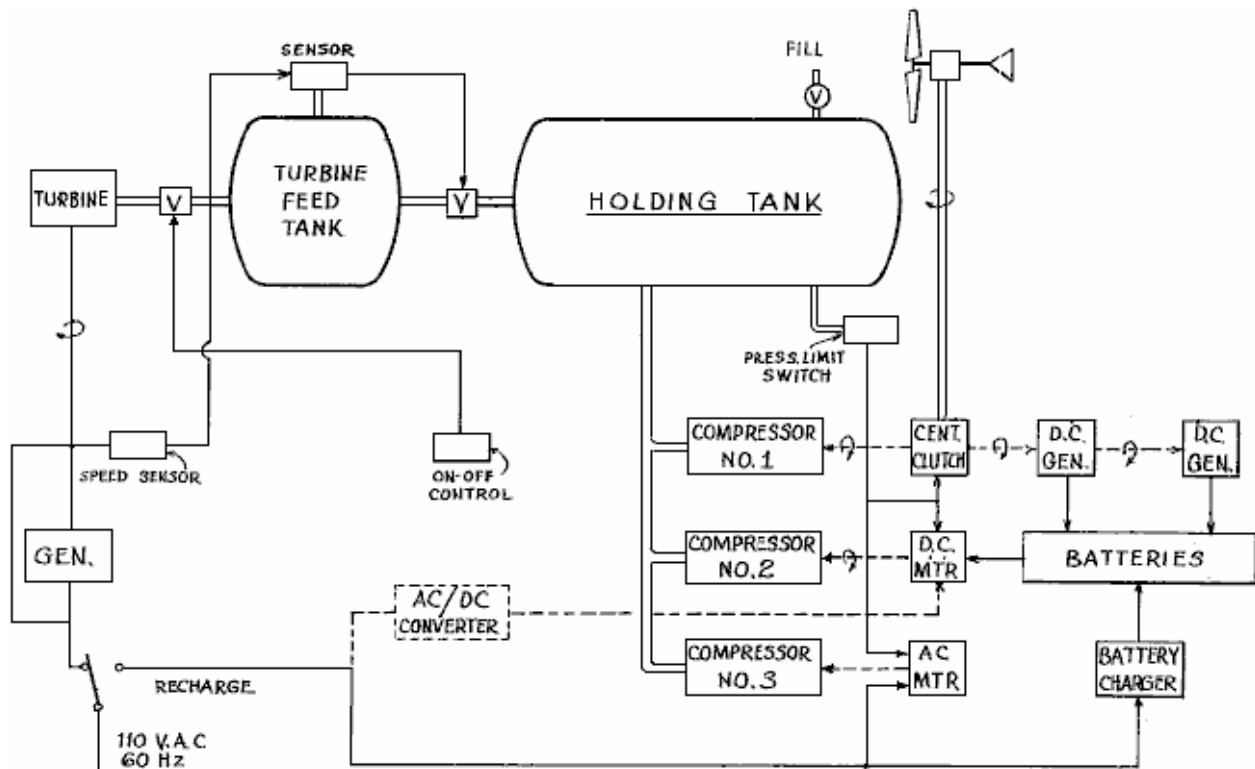 SENSOR
FILL
V
TURBINE
V
TURBINE
FEED
TANK
V
HOLDING TANK
PRESS. LIMIT
SWITCH
COMPRESSOR
NO.1
CENT.
CLUTCH
D.C.
GEN.
D.C.
GEN.
SPEED SENSOR
ON-OFF
CONTROL
GEN.
COMPRESSOR
NO.2
D.C.
MTR
BATTERIES
AC/DC
CONVERTER
COMPRESSOR
NO.3
AC
MTR
BATTERY
CHARGER
RECHARGE
110 V.A.C.
60 Hz